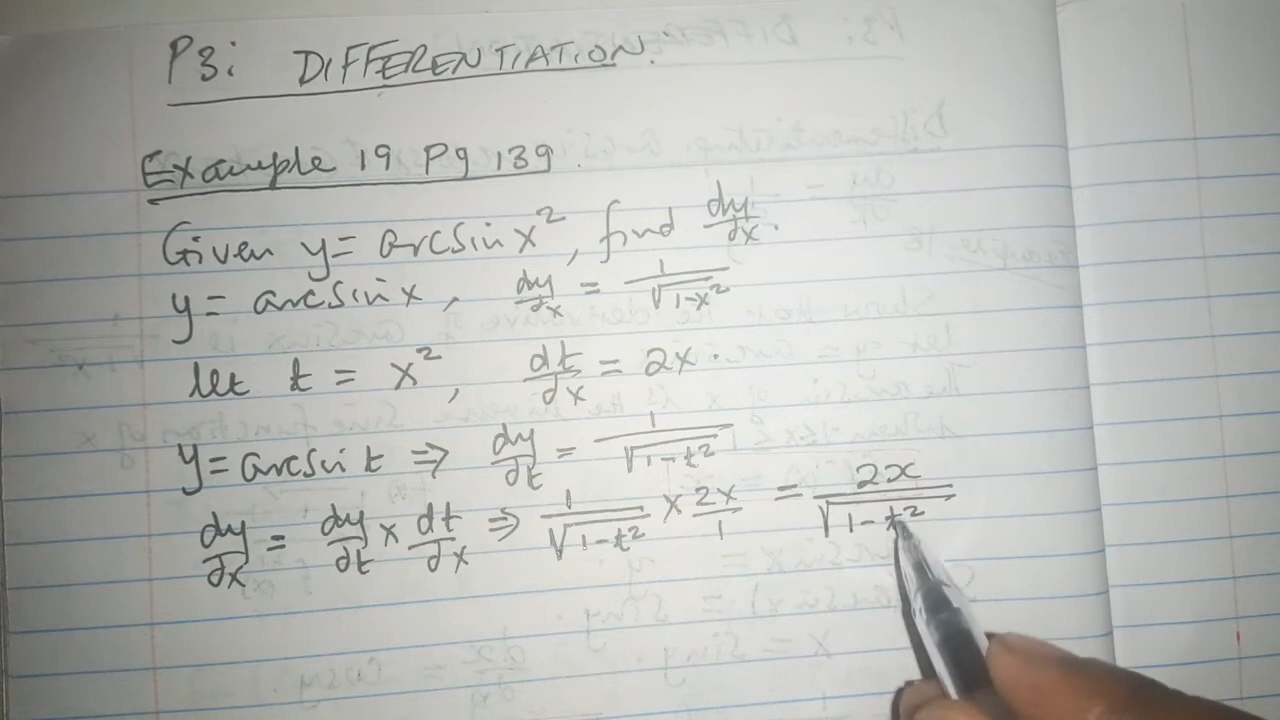 P3: DIFFERENTIATION.
Example 19 Pg 139.
Given y = arcsin x², find dy/dx.
y = arcsin x, dy/dx = 1/√(1-x²)
let t = x², dt/dx = 2x.
y = arcsin t ⇒ dy/dt = 1/√(1-t²)
dy/dx = dy/dt × dt/dx ⇒ 1/√(1-t²) × 2x/1 = 2x/√(1-t²)